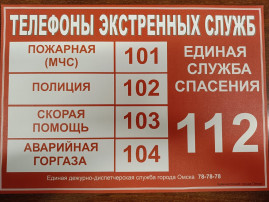 ТЕЛЕФОНЫ ЭКСТРЕННЫХ СЛУЖБ
ПОЖАРНАЯ
(МЧС)
101
ПОЛИЦИЯ
102
СКОРАЯ
ПОМОЩЬ
103
АВАРИЙНАЯ
ГОРГАЗА
104
ЕДИНАЯ
СЛУЖБА
СПАСЕНИЯ
112
Единая дежурно-диспетчерская служба города Омска 78-78-78